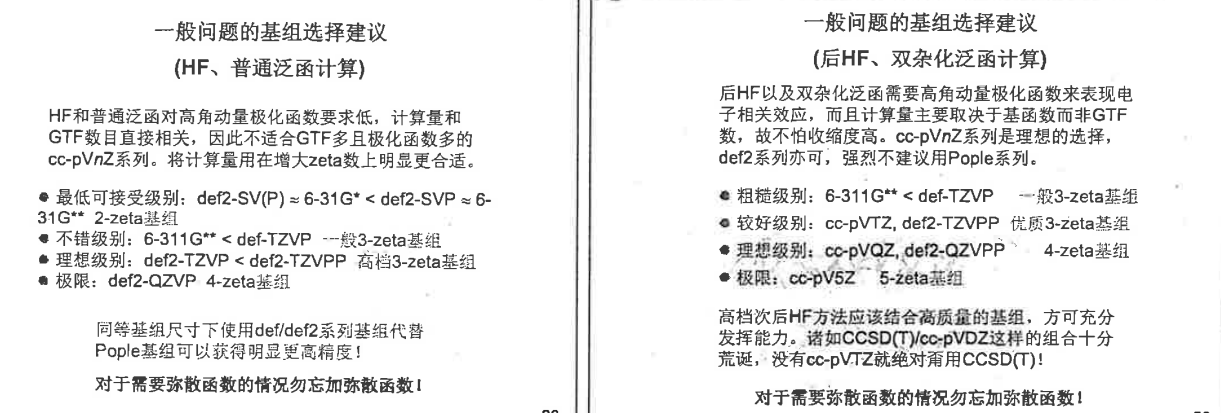 一般问题的基组选择建议
(HF、普通泛函计算)
HF和普通泛函对高角动量极化函数要求低，计算量和
GTF数目直接相关，因此不适合GTF多且极化函数多的
cc-pVnZ系列。将计算量用在增大zeta数上明显更合适。
● 最低可接受级别：def2-SV(P) ≈ 6-31G* < def2-SVP ≈ 6-
31G** 2-zeta基组
● 不错级别：6-311G** < def-TZVP 一般3-zeta基组
● 理想级别：def2-TZVP < def2-TZVPP 高档3-zeta基组
● 极限：def2-QZVP 4-zeta基组
同等基组尺寸下使用def/def2系列基组代替
Pople基组可以获得明显更高精度！
对于需要弥散函数的情况勿忘加弥散函数！
一般问题的基组选择建议
(后HF、双杂化泛函计算)
后HF以及双杂化泛函需要高角动量极化函数来表现电
子相关效应，而且计算量主要取决于基函数而非GTF
数，故不怕收缩度高。cc-pVnZ系列是理想的选择，
def2系列亦可，强烈不建议用Pople系列。
● 粗糙级别：6-311G** < def-TZVP 一般3-zeta基组
● 较好级别：cc-pVTZ, def2-TZVPP 优质3-zeta基组
● 理想级别：cc-pVQZ, def2-QZVPP 4-zeta基组
● 极限：cc-pV5Z 5-zeta基组
高档次后HF方法应该结合高质量的基组，方可充分
发挥能力。诸如CCSD(T)/cc-pVDZ这样的组合十分
荒诞，没有cc-pVTZ就绝对甭用CCSD(T)！
对于需要弥散函数的情况勿忘加弥散函数！